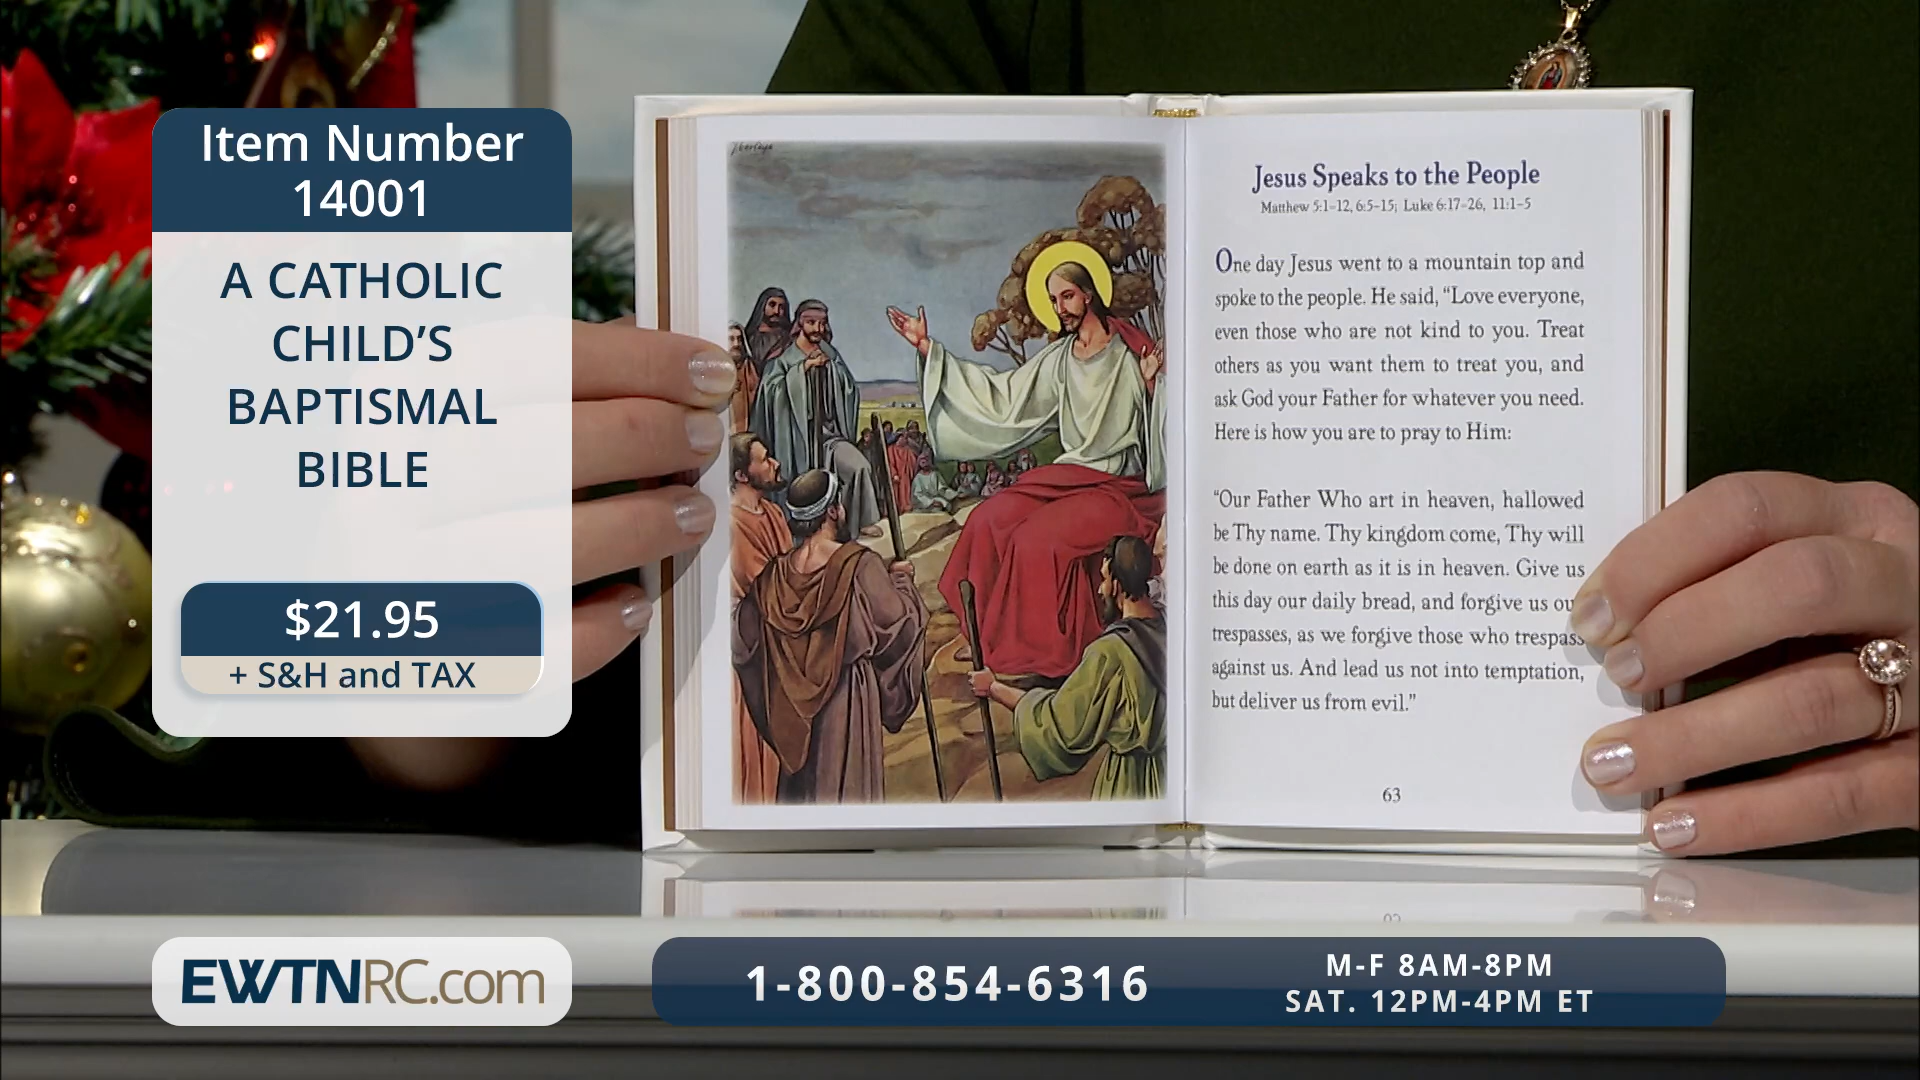 Item Number
14001
A CATHOLIC
CHILD’S
BAPTISMAL
BIBLE
$21.95
+ S&H and TAX
Jesus Speaks to the People
Matthew 5:1-12, 6:5-15; Luke 6:17-26, 11:1-5
One day Jesus went to a mountain top and
spoke to the people. He said, “Love everyone,
even those who are not kind to you. Treat
others as you want them to treat you, and
ask God your Father for whatever you need.
Here is how you are to pray to Him:
“Our Father Who art in heaven, hallowed
be Thy name. Thy kingdom come, Thy will
be done on earth as it is in heaven. Give us
this day our daily bread, and forgive us ou
trespasses, as we forgive those who trespass
against us. And lead us not into temptation,
but deliver us from evil.”
63
EWTNRC.com
1-800-854-6316
M-F 8AM-8PM
SAT. 12PM-4PM ET